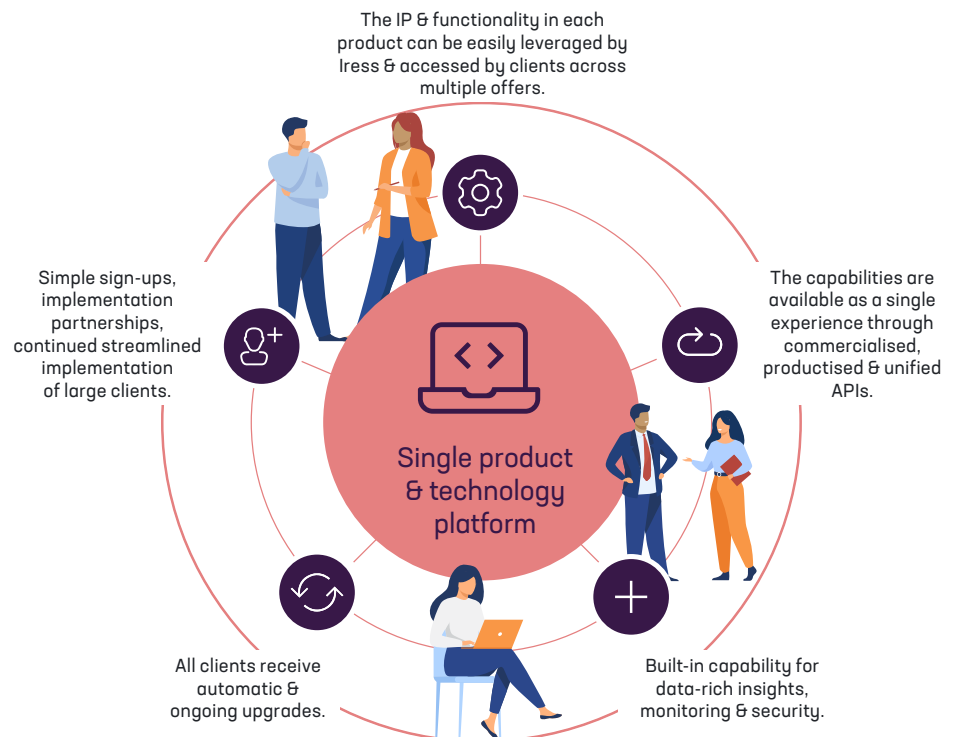 The IP & functionality in each
product can be easily leveraged by
Iress & accessed by clients across
multiple offers.
Simple sign-ups,
implementation
partnerships,
continued streamlined
implementation
of large clients.
The capabilities are
available as a single
experience through
commercialised,
productised & unified
APIs.
Single product
& technology
platform
All clients receive
automatic &
ongoing upgrades.
Built-in capability for
data-rich insights,
monitoring & security.